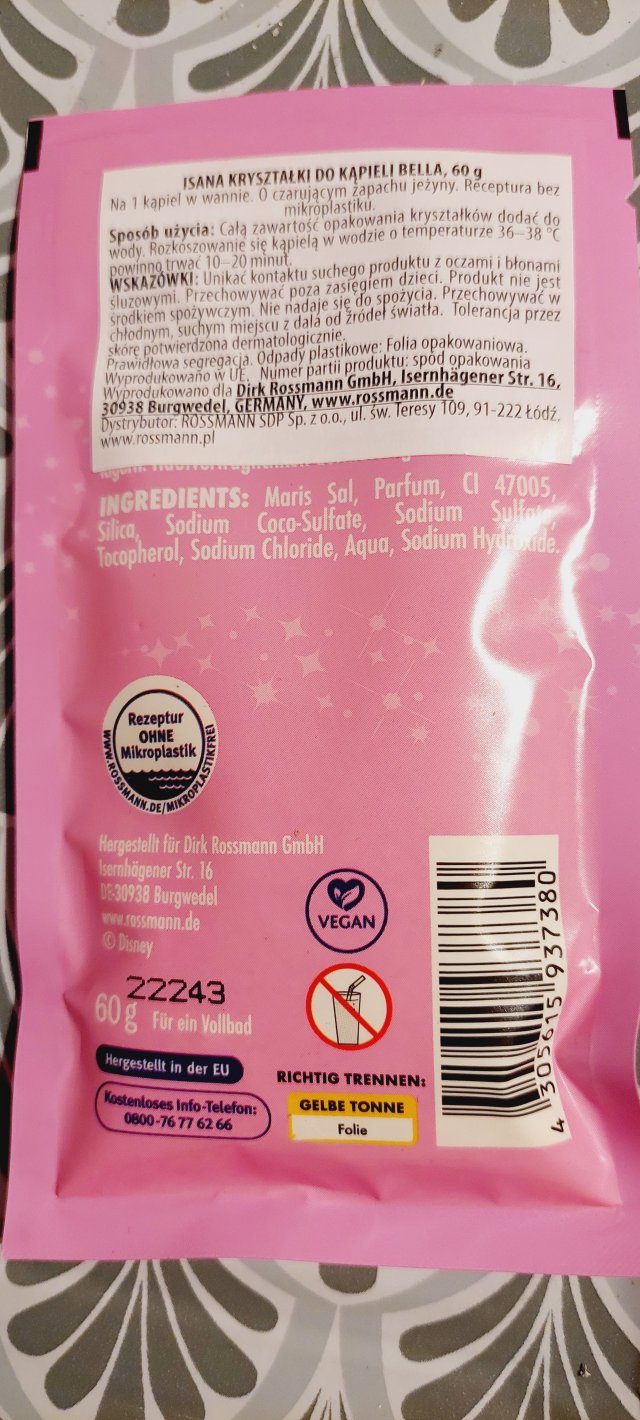 ISANA KRYSZTAŁKI DO KĄPIELI BELLA, 60 g
Na 1 kąpiel w wannie. O czarującym zapachu jeżyny. Receptura bez
mikroplastiku.
Sposób użycia: Całą zawartość opakowania kryształków dodać do
wody. Rozkoszowanie się kąpielą w wodzie o temperaturze 36–38 °C
powinno trwać 10–20 minut.
WSKAZÓWKI: Unikać kontaktu suchego produktu z oczami i błonami
śluzowymi. Przechowywać poza zasięgiem dzieci. Produkt nie jest
środkiem spożywczym. Nie nadaje się do spożycia. Przechowywać w
chłodnym, suchym miejscu z dala od źródeł światła. Tolerancja przez
skórę potwierdzona dermatologicznie.
Prawidłowa segregacja. Odpady plastikowe: Folia opakowaniowa.
Wyprodukowano w UE. Numer partii produktu: spód opakowania
Wyprodukowano dla Dirk Rossmann GmbH, Isernhägener Str. 16,
30938 Burgwedel, GERMANY, www.rossmann.de
Dystrybutor: ROSSMANN SDP Sp. z o.o., ul. św. Teresy 109, 91-222 Łódź,
www.rossmann.pl
INGREDIENTS: Maris Sal, Parfum, CI 47005,
Silica, Sodium Coco-Sulfate, Sodium Sulfate,
Tocopherol, Sodium Chloride, Aqua, Sodium Hydroxide.
Rezeptur
OHNE
Mikroplastik
WWW.ROSSMANN.DE/MIKROPLASTIKFREI
Hergestellt für Dirk Rossmann GmbH
Isernhägener Str. 16
DE-30938 Burgwedel
www.rossmann.de
© Disney
VEGAN
22243
60 g Für ein Vollbad
Hergestellt in der EU
Kostenloses Info-Telefon:
0800-76 77 62 66
RICHTIG TRENNEN:
GELBE TONNE
Folie
4 305615 937380